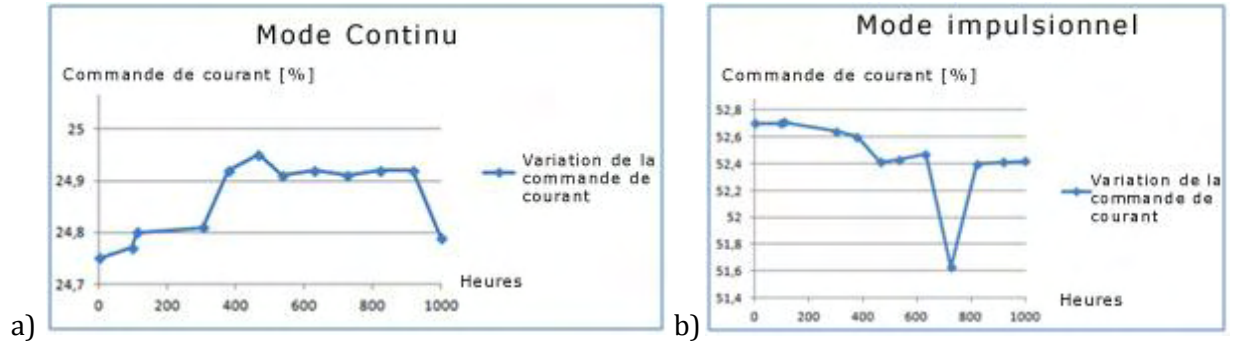 Mode Continu
Commande de courant [%]
25
24,9
24,8
24,7
0 200 400 600 800 1000
Heures
Variation de la
commande de
courant
a)
Mode impulsionnel
Commande de courant [%]
52,8
52,6
52,4
52,2
52
51,8
51,6
51,4
0 200 400 600 800 1000
Heures
Variation de la
commande de
courant
b)